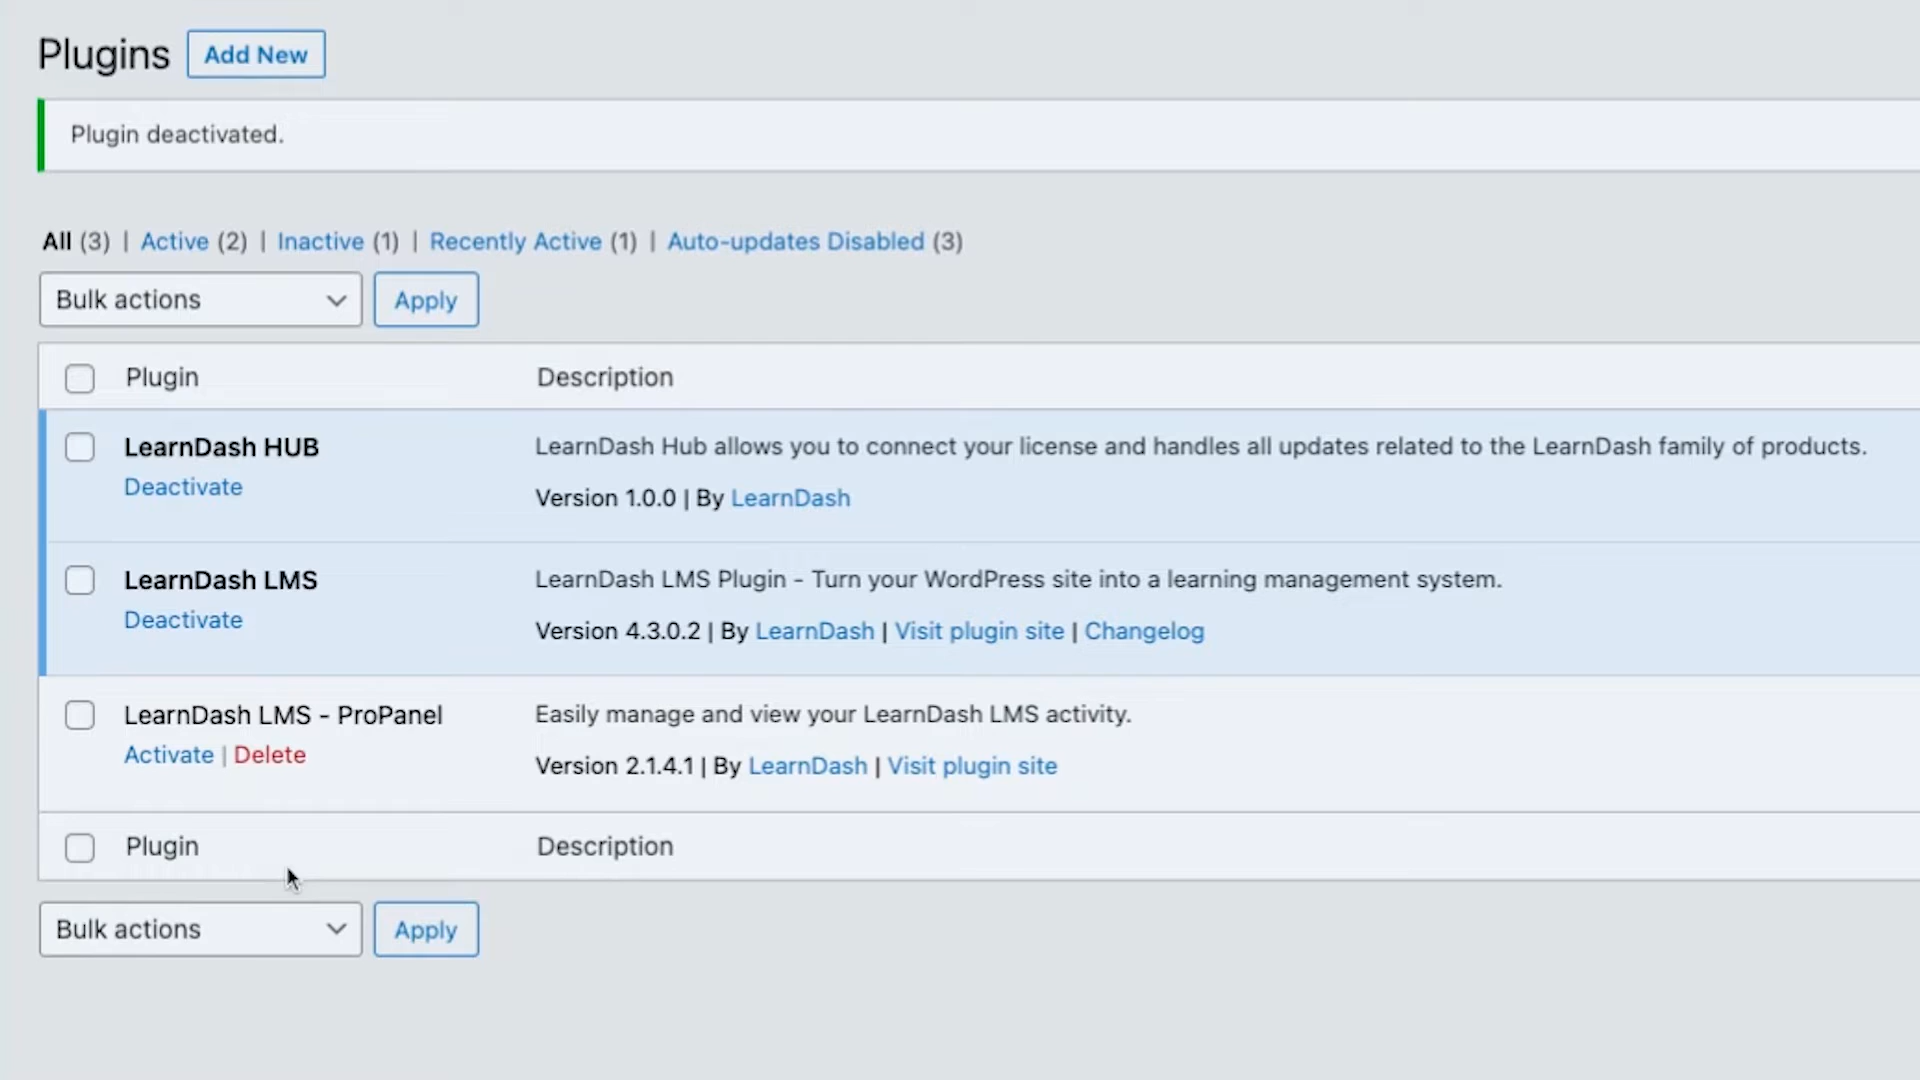 Plugins Add New
Plugin deactivated.
All (3) | Active (2) | Inactive (1) | Recently Active (1) | Auto-updates Disabled (3)
Bulk actions Apply
Plugin Description
LearnDash HUB LearnDash Hub allows you to connect your license and handles all updates related to the LearnDash family of products.
Deactivate
Version 1.0.0 | By LearnDash
LearnDash LMS LearnDash LMS Plugin - Turn your WordPress site into a learning management system.
Deactivate
Version 4.3.0.2 | By LearnDash | Visit plugin site | Changelog
LearnDash LMS - ProPanel Easily manage and view your LearnDash LMS activity.
Activate | Delete
Version 2.1.4.1 | By LearnDash | Visit plugin site
Plugin Description
Bulk actions Apply